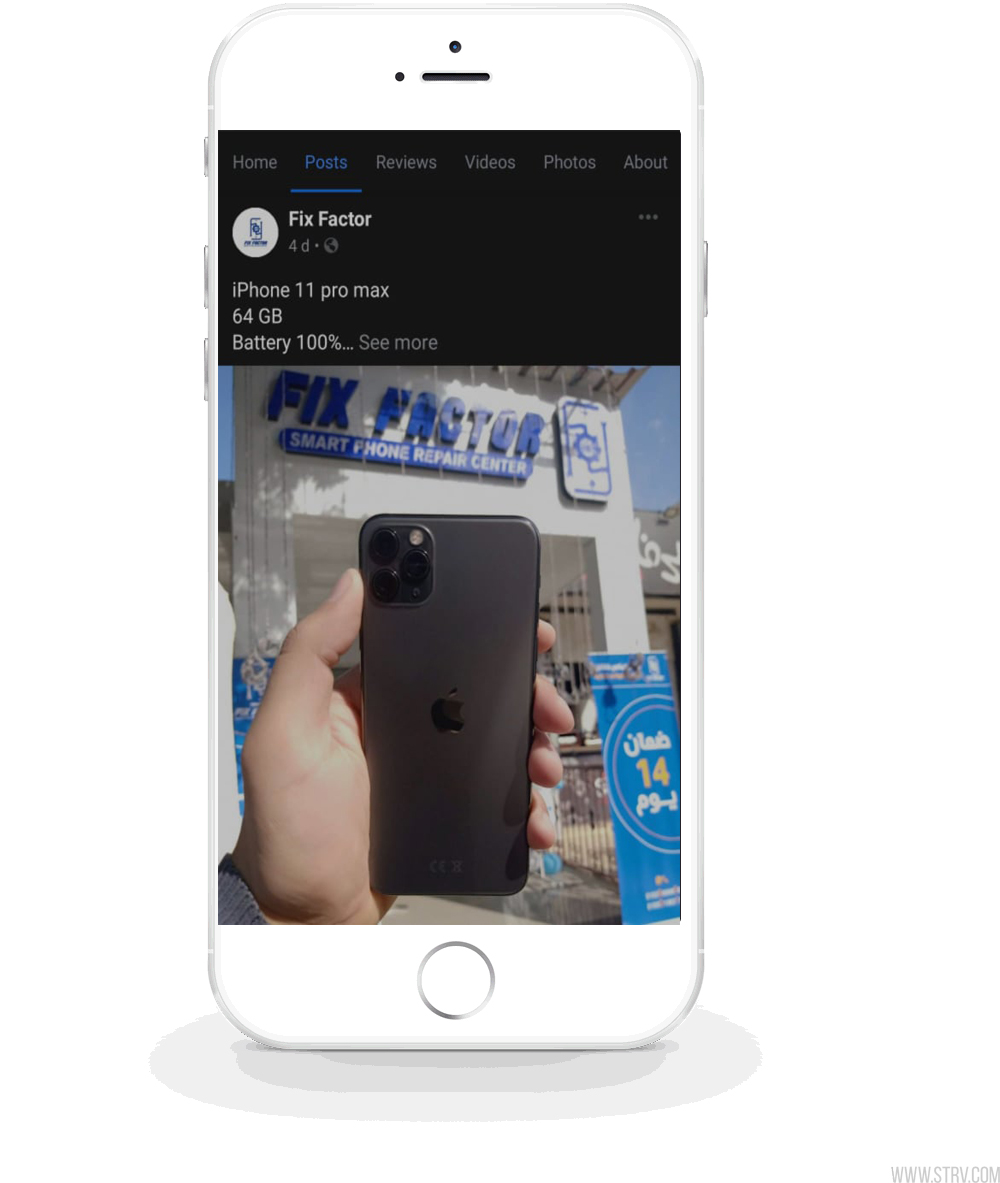 Home Posts Reviews Videos Photos About
Fix Factor
4 d •
iPhone 11 pro max
64 GB
Battery 100%... See more
FIX FACTOR
SMART PHONE REPAIR CENTER
ضمان
14
يوم
WWW.STRV.COM